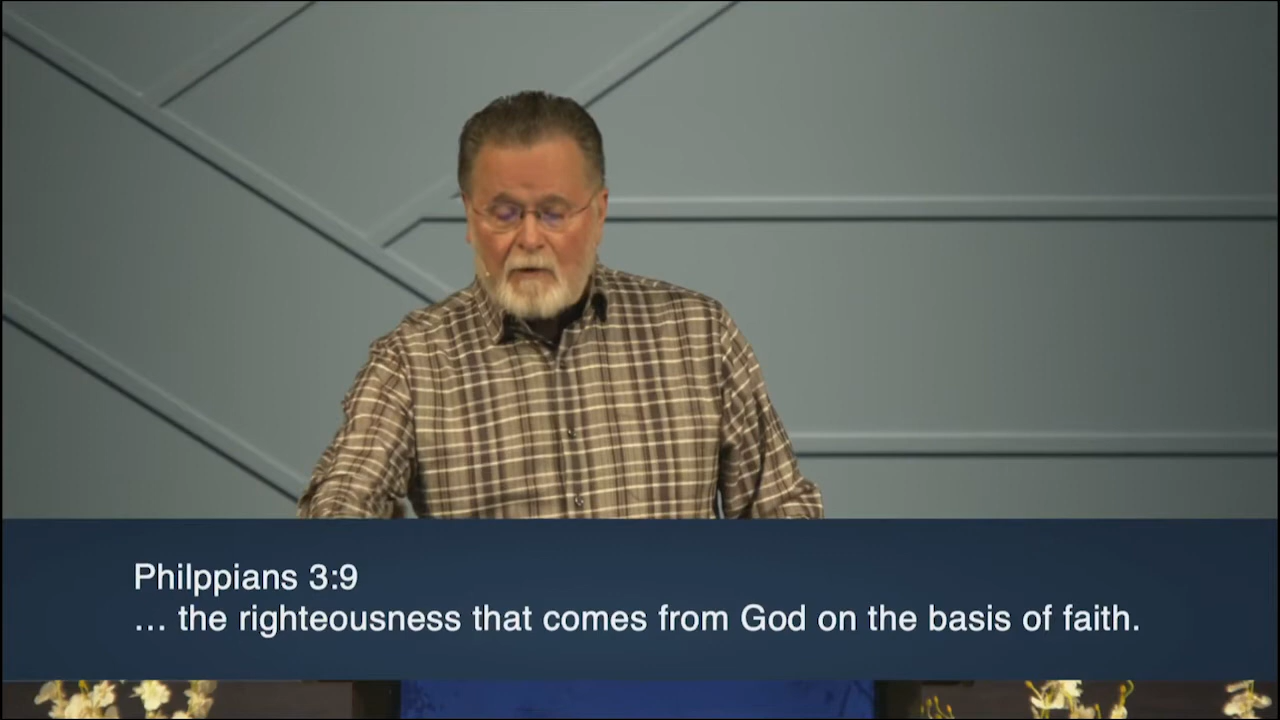 Philppians 3:9
… the righteousness that comes from God on the basis of faith.